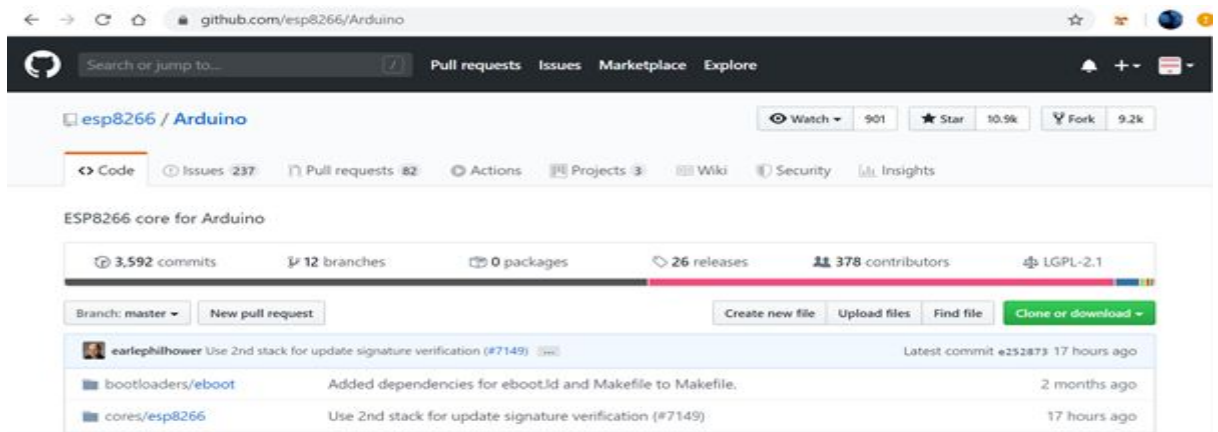 github.com/esp8266/Arduino
Search or jump to... / Pull requests Issues Marketplace Explore
esp8266 / Arduino Watch 901 Star 10.9k Fork 9.2k
<> Code Issues 237 Pull requests 82 Actions Projects 3 Wiki Security Insights
ESP8266 core for Arduino
3,592 commits 12 branches 0 packages 26 releases 378 contributors LGPL-2.1
Branch: master New pull request Create new file Upload files Find file Clone or download
earlephilhower Use 2nd stack for update signature verification (#7149) ... Latest commit e252873 17 hours ago
bootloaders/eboot Added dependencies for eboot.ld and Makefile to Makefile. 2 months ago
cores/esp8266 Use 2nd stack for update signature verification (#7149) 17 hours ago